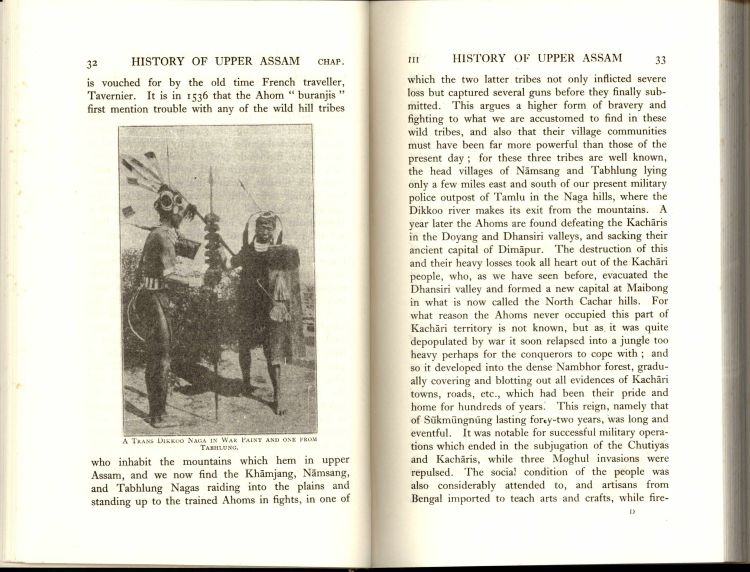 32 HISTORY OF UPPER ASSAM CHAP.
is vouched for by the old time French traveller,
Tavernier. It is in 1536 that the Ahom “ buranjis ”
first mention trouble with any of the wild hill tribes
A TRANS DIKKOO NAGA IN WAR PAINT AND ONE FROM
TABHLUNG.
who inhabit the mountains which hem in upper
Assam, and we now find the Khāmjang, Nāmsang,
and Tabhlung Nagas raiding into the plains and
standing up to the trained Ahoms in fights, in one of
III HISTORY OF UPPER ASSAM 33
which the two latter tribes not only inflicted severe
loss but captured several guns before they finally sub-
mitted. This argues a higher form of bravery and
fighting to what we are accustomed to find in these
wild tribes, and also that their village communities
must have been far more powerful than those of the
present day ; for these three tribes are well known,
the head villages of Nāmsang and Tabhlung lying
only a few miles east and south of our present military
police outpost of Tamlu in the Naga hills, where the
Dikkoo river makes its exit from the mountains. A
year later the Ahoms are found defeating the Kachāris
in the Doyang and Dhansiri valleys, and sacking their
ancient capital of Dimāpur. The destruction of this
and their heavy losses took all heart out of the Kachāri
people, who, as we have seen before, evacuated the
Dhansiri valley and formed a new capital at Maibong
in what is now called the North Cachar hills. For
what reason the Ahoms never occupied this part of
Kachāri territory is not known, but as it was quite
depopulated by war it soon relapsed into a jungle too
heavy perhaps for the conquerors to cope with ; and
so it developed into the dense Nambhor forest, gradu-
ally covering and blotting out all evidences of Kachāri
towns, roads, etc., which had been their pride and
home for hundreds of years. This reign, namely that
of Sükmüngnüng lasting forty-two years, was long and
eventful. It was notable for successful military opera-
tions which ended in the subjugation of the Chutiyas
and Kachāris, while three Moghul invasions were
repulsed. The social condition of the people was
also considerably attended to, and artisans from
Bengal imported to teach arts and crafts, while fire-
D